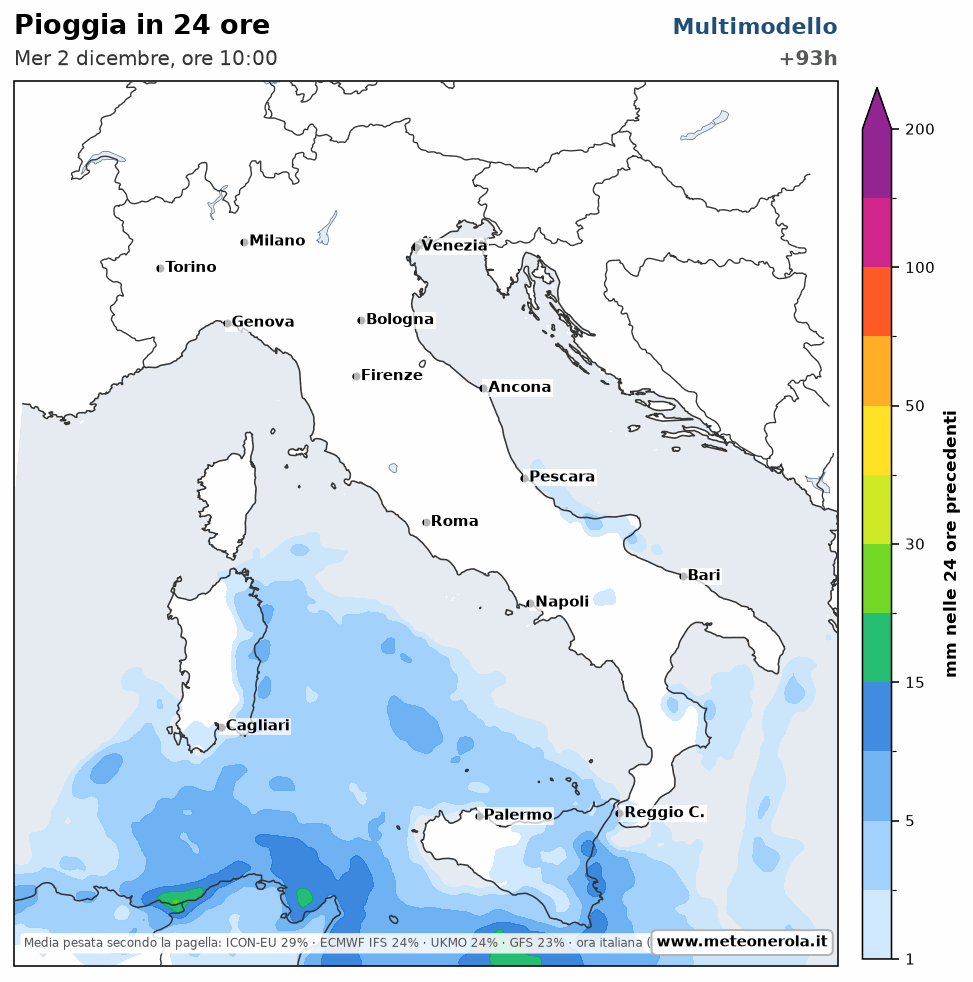 Pioggia in 24 ore
Multimodello
Mer 2 dicembre, ore 10:00
+93h
200
Milano
Venezia
Torino
100
Genova
Bologna
Firenze
Ancona
50
Pescara
Roma
30
Bari
Napoli
15
Cagliari
Palermo
Reggio C.
5
Media pesata secondo la pagella: ICON-EU 29% · ECMWF IFS 24% · UKMO 24% · GFS 23% · ora italiana (
www.meteonerola.it
1
mm nelle 24 ore precedenti